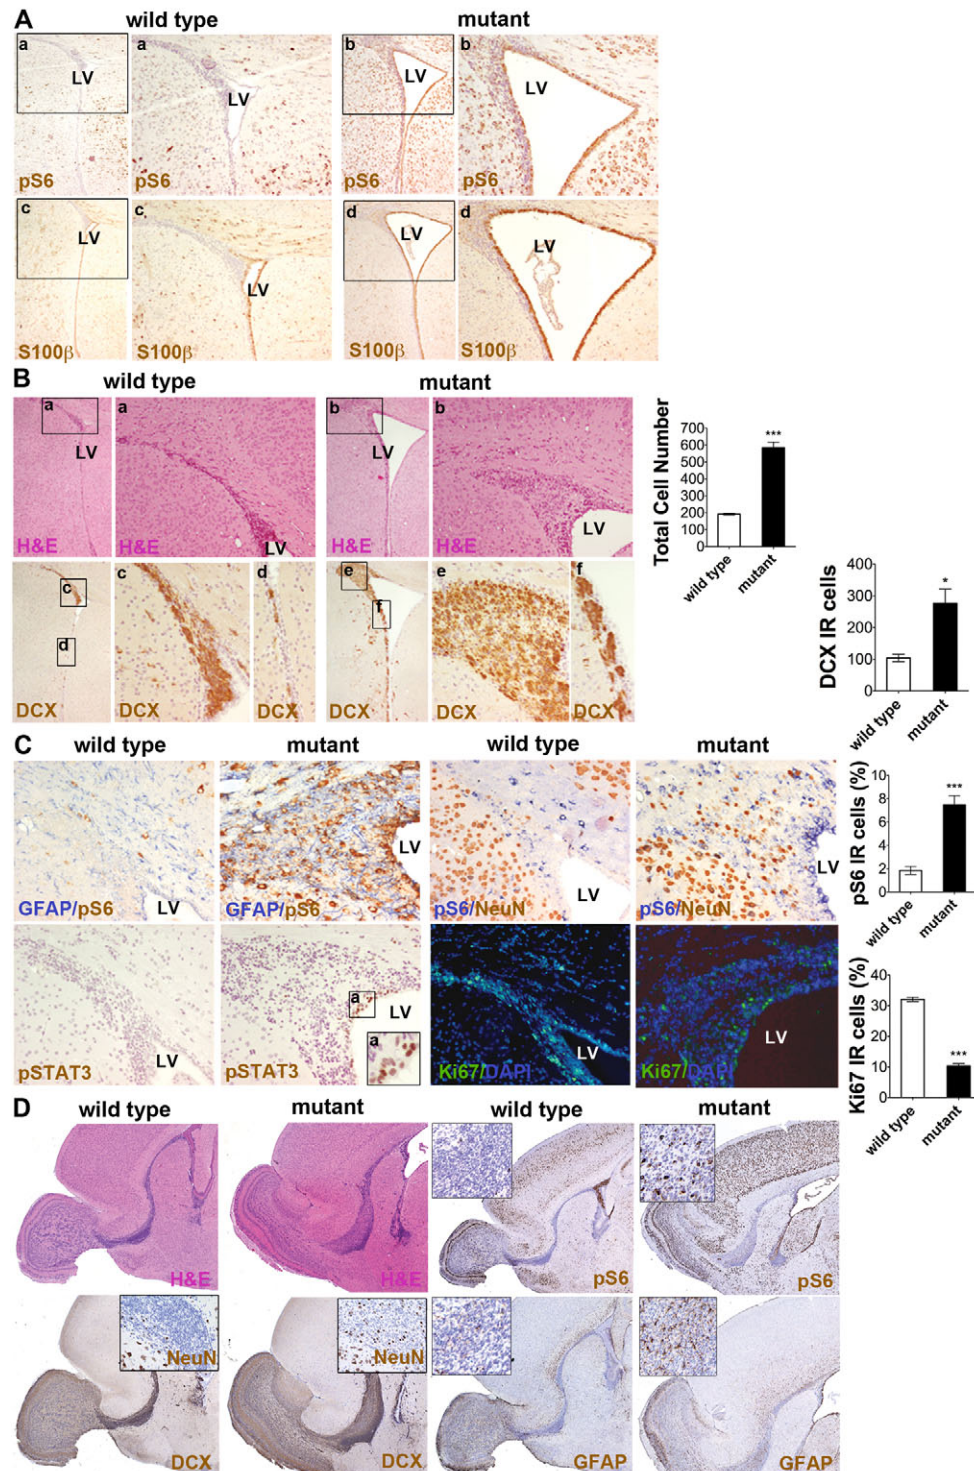 A
wild type
mutant
a
LV
pS6
a
LV
pS6
b
LV
pS6
b
LV
pS6
c
LV
S100β
c
LV
S100β
d
LV
S100β
d
LV
S100β
B
wild type
mutant
a
LV
H&E
a
LV
H&E
b
LV
H&E
b
LV
H&E
c
d
DCX
c
DCX
d
e
f
DCX
e
DCX
f
DCX
Total Cell Number
700
600
500
400
300
200
100
0
***
wild type
mutant
DCX IR cells
400
300
200
100
0
*
wild type
mutant
C
wild type
mutant
wild type
mutant
GFAP/pS6
LV
GFAP/pS6
LV
pS6/NeuN
LV
pS6/NeuN
LV
pSTAT3
LV
pSTAT3
a
LV
a
Ki67/DAPI
LV
Ki67/DAPI
LV
pS6 IR cells (%)
10
8
6
4
2
0
***
wild type
mutant
Ki67 IR cells (%)
40
30
20
10
0
***
wild type
mutant
D
wild type
mutant
wild type
mutant
H&E
H&E
pS6
pS6
NeuN
DCX
NeuN
DCX
GFAP
GFAP